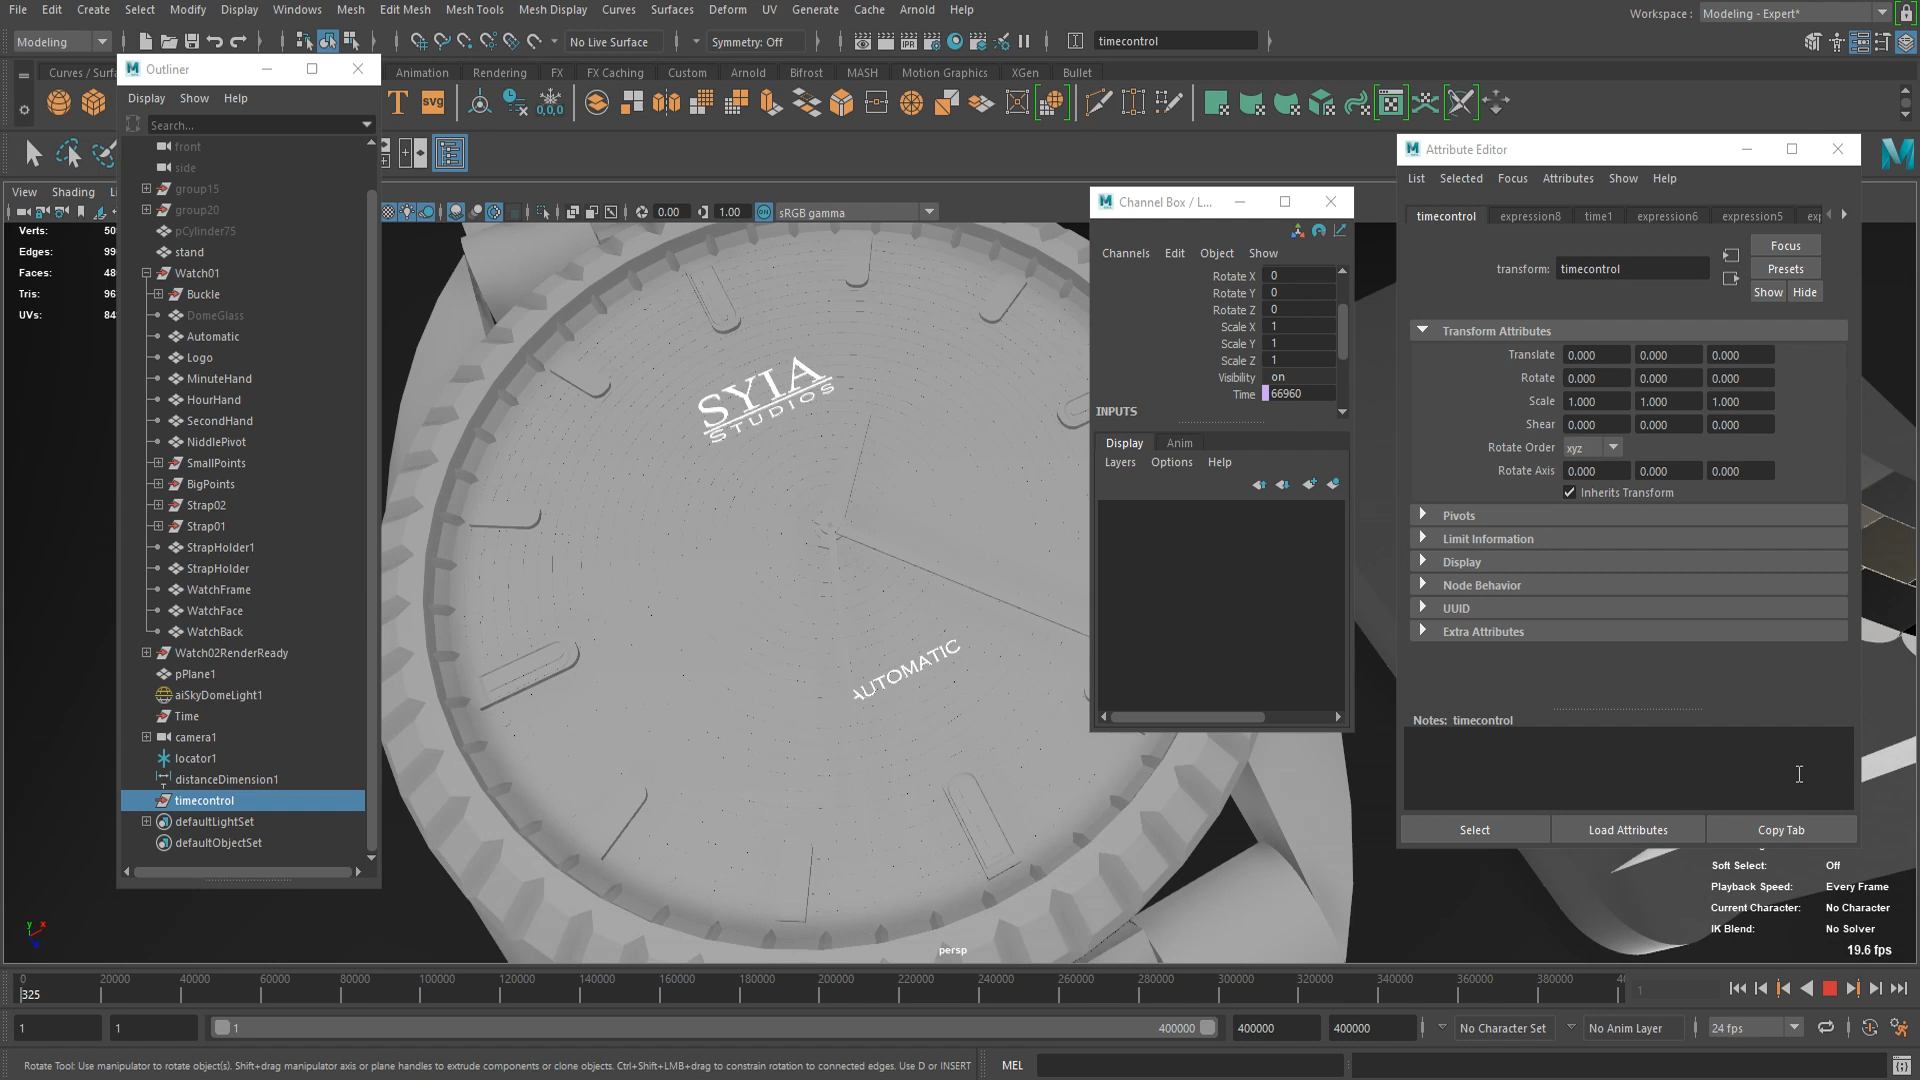 File Edit Create Select Modify Display Windows Mesh Edit Mesh Mesh Tools Mesh Display Curves Surfaces Deform UV Generate Cache Arnold Help
Workspace : Modeling - Expert*
Modeling No Live Surface Symmetry: Off timecontrol
Curves / Surfa Animation Rendering FX FX Caching Custom Arnold Bifrost MASH Motion Graphics XGen Bullet
T svg 0,0,0 IPR
Outliner
Display Show Help
Search...
front
side
group15
group20
pCylinder75
stand
Watch01
Buckle
DomeGlass
Automatic
Logo
MinuteHand
HourHand
SecondHand
NiddlePivot
SmallPoints
BigPoints
Strap02
Strap01
StrapHolder1
StrapHolder
WatchFrame
WatchFace
WatchBack
Watch02RenderReady
pPlane1
aiSkyDomeLight1
Time
camera1
locator1
distanceDimension1
timecontrol
defaultLightSet
defaultObjectSet
View Shading Li
0.00 1.00 sRGB gamma
Verts: 50
Edges: 99
Faces: 48
Tris: 96
UVs: 84
SYIA
STUDIOS
AUTOMATIC
persp
Channel Box / L...
Channels Edit Object Show
Rotate X 0
Rotate Y 0
Rotate Z 0
Scale X 1
Scale Y 1
Scale Z 1
Visibility on
Time 66960
INPUTS
Display Anim
Layers Options Help
Attribute Editor
List Selected Focus Attributes Show Help
timecontrol expression8 time1 expression6 expression5 exp
transform: timecontrol
Focus
Presets
Show Hide
Transform Attributes
Translate 0.000 0.000 0.000
Rotate 0.000 0.000 0.000
Scale 1.000 1.000 1.000
Shear 0.000 0.000 0.000
Rotate Order xyz
Rotate Axis 0.000 0.000 0.000
Inherits Transform
Pivots
Limit Information
Display
Node Behavior
UUID
Extra Attributes
Notes: timecontrol
Select Load Attributes Copy Tab
Soft Select: Off
Playback Speed: Every Frame
Current Character: No Character
IK Blend: No Solver
19.6 fps
0 20000 40000 60000 80000 100000 120000 140000 160000 180000 200000 220000 240000 260000 280000 300000 320000 340000 360000 380000 4
325 1
1 1 1 400000 400000 400000 No Character Set No Anim Layer 24 fps
Rotate Tool: Use manipulator to rotate object(s). Shift+drag manipulator axis or plane handles to extrude components or clone objects. Ctrl+Shift+LMB+drag to constrain rotation to connected edges. Use D or INSERT MEL